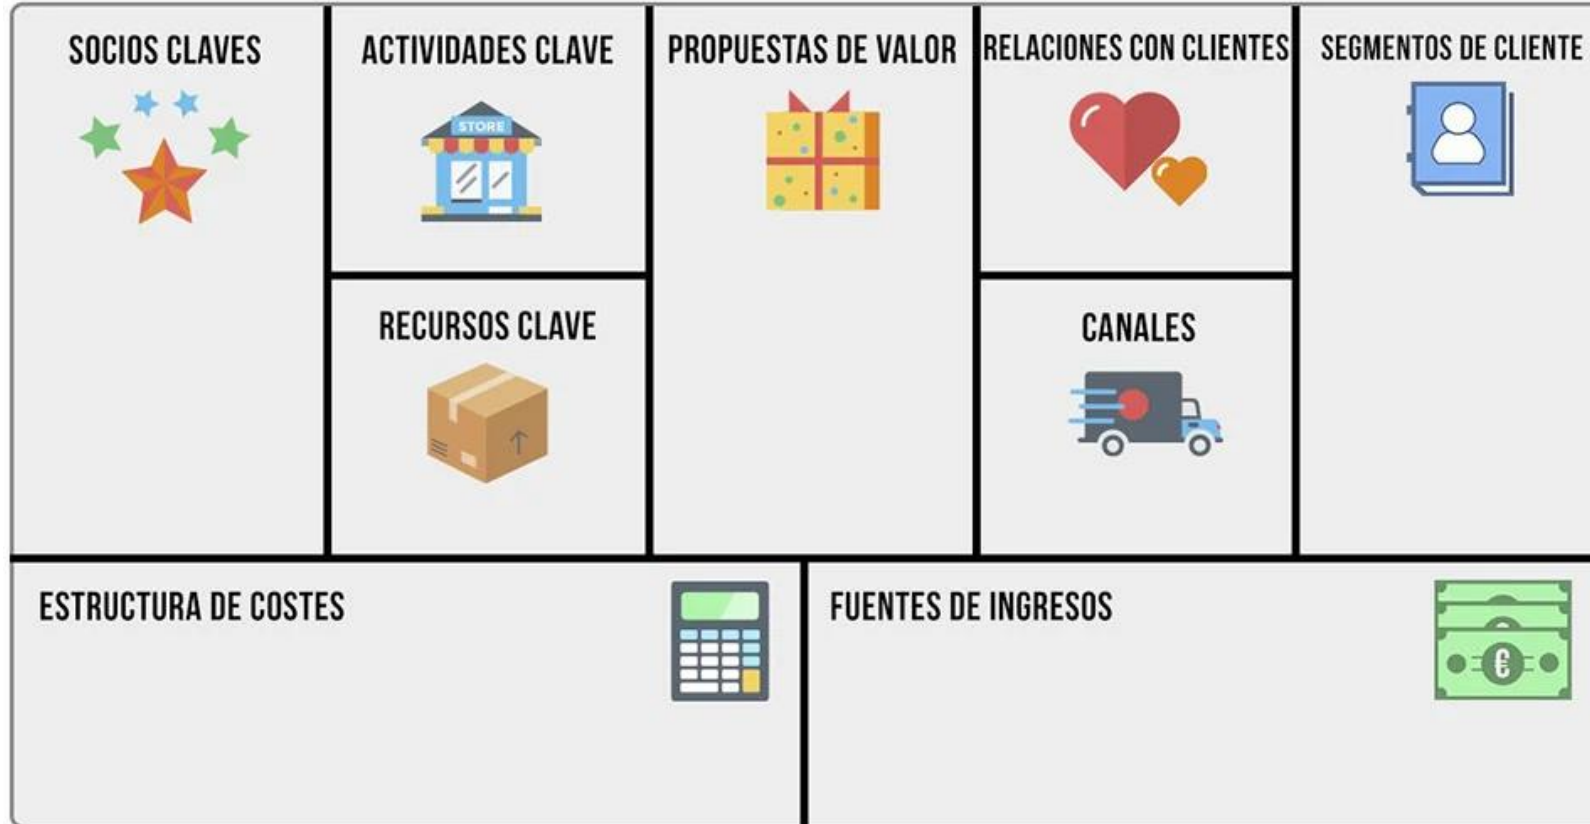 SOCIOS CLAVES
ACTIVIDADES CLAVE
STORE
PROPUESTAS DE VALOR
RELACIONES CON CLIENTES
SEGMENTOS DE CLIENTE
RECURSOS CLAVE
CANALES
ESTRUCTURA DE COSTES
FUENTES DE INGRESOS
€